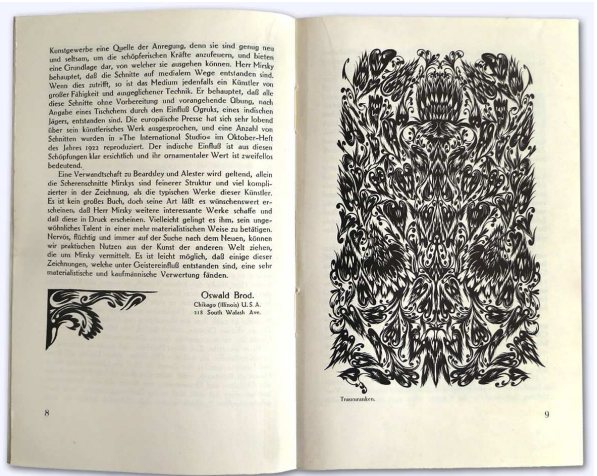 Kunstgewerbe eine Quelle der Anregung, denn sie sind genug neu
und seltsam, um die schöpferischen Kräfte anzufeuern, und bieten
eine Grundlage dar, von welcher sie ausgehen können. Herr Mirsky
behauptet, daß die Schnitte auf medialem Wege entstanden sind.
Wenn dies zutrifft, so ist das Medium jedenfalls ein Künstler von
großer Fähigkeit und ausgeglichener Technik. Er behauptet, daß alle
diese Schnitte ohne Vorbereitung und vorangehende Übung, nach
Angabe eines Tischchens durch den Einfluß Ogruks, eines indischen
Jägers, entstanden sind. Die europäische Presse hat sich sehr lobend
über sein künstlerisches Werk ausgesprochen, und eine Anzahl von
Schnitten wurden in »The International Studio« im Oktober-Heft
des Jahres 1922 reproduziert. Der indische Einfluß ist aus diesen
Schöpfungen klar ersichtlich und ihr ornamentaler Wert ist zweifellos
bedeutend.
Eine Verwandtschaft zu Beardsley und Alester wird geltend, allein
die Scherenschnitte Mirskys sind feinerer Struktur und viel kompli-
zierter in der Zeichnung, als die typischen Werke dieser Künstler.
Es ist kein großes Buch, doch seine Art läßt es wünschenswert er-
scheinen, daß Herr Mirsky weitere interessante Werke schaffe und
daß diese in Druck erscheinen. Vielleicht gelingt es ihm, sein unge-
wöhnliches Talent in einer mehr materialistischen Weise zu betätigen.
Nervös, flüchtig und immer auf der Suche nach dem Neuen, können
wir praktischen Nutzen aus der Kunst der anderen Welt ziehen,
die uns Mirsky vermittelt. Es ist leicht möglich, daß einige dieser
Zeichnungen, welche unter Geistereinfluß entstanden sind, eine sehr
materialistische und kaufmännische Verwertung fänden.
Oswald Brod.
Chikago (Illinois) U. S. A.
118 South Walesh Ave.
8
Traumranken.
9